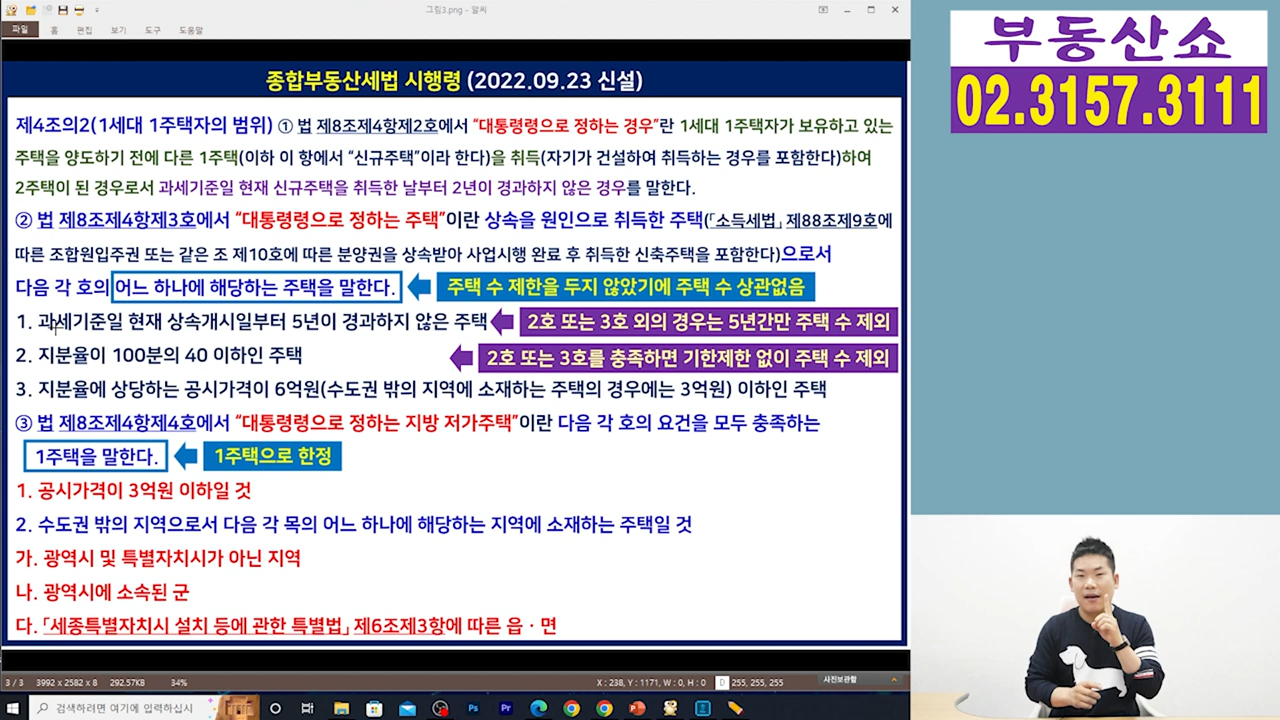 그림3.png - 알씨
파일 홈 편집 보기 도구 도움말
부동산쇼
02.3157.3111
종합부동산세법 시행령 (2022.09.23 신설)
제4조의2(1세대 1주택자의 범위) ① 법 제8조제4항제2호에서 “대통령령으로 정하는 경우”란 1세대 1주택자가 보유하고 있는
주택을 양도하기 전에 다른 1주택(이하 이 항에서 “신규주택”이라 한다)을 취득(자기가 건설하여 취득하는 경우를 포함한다)하여
2주택이 된 경우로서 과세기준일 현재 신규주택을 취득한 날부터 2년이 경과하지 않은 경우를 말한다.
② 법 제8조제4항제3호에서 “대통령령으로 정하는 주택”이란 상속을 원인으로 취득한 주택(「소득세법」 제88조제9호에
따른 조합원입주권 또는 같은 조 제10호에 따른 분양권을 상속받아 사업시행 완료 후 취득한 신축주택을 포함한다)으로서
다음 각 호의 어느 하나에 해당하는 주택을 말한다. 주택 수 제한을 두지 않았기에 주택 수 상관없음
1. 과세기준일 현재 상속개시일부터 5년이 경과하지 않은 주택 2호 또는 3호 외의 경우는 5년간만 주택 수 제외
2. 지분율이 100분의 40 이하인 주택 2호 또는 3호를 충족하면 기한제한 없이 주택 수 제외
3. 지분율에 상당하는 공시가격이 6억원(수도권 밖의 지역에 소재하는 주택의 경우에는 3억원) 이하인 주택
③ 법 제8조제4항제4호에서 “대통령령으로 정하는 지방 저가주택”이란 다음 각 호의 요건을 모두 충족하는
1주택을 말한다. 1주택으로 한정
1. 공시가격이 3억원 이하일 것
2. 수도권 밖의 지역으로서 다음 각 목의 어느 하나에 해당하는 지역에 소재하는 주택일 것
가. 광역시 및 특별자치시가 아닌 지역
나. 광역시에 소속된 군
다. 「세종특별자치시 설치 등에 관한 특별법」 제6조제3항에 따른 읍ㆍ면
3 / 3 3992 x 2582 x 8 292.57KB 34% X : 238, Y : 1171, W : 0, H : 0 D 255, 255, 255 사진보관함
검색하려면 여기에 입력하십시